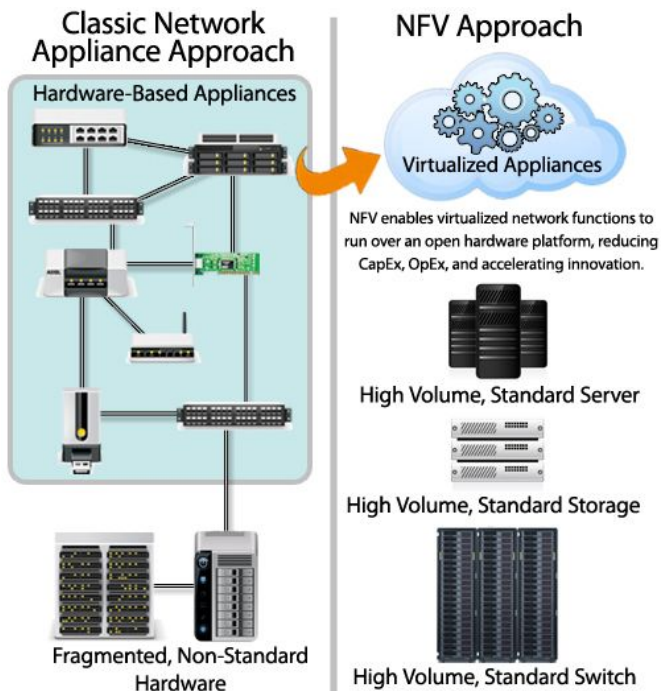 Classic Network
Appliance Approach
Hardware-Based Appliances
Fragmented, Non-Standard
Hardware
NFV Approach
Virtualized Appliances
NFV enables virtualized network functions to
run over an open hardware platform, reducing
CapEx, OpEx, and accelerating innovation.
High Volume, Standard Server
High Volume, Standard Storage
High Volume, Standard Switch